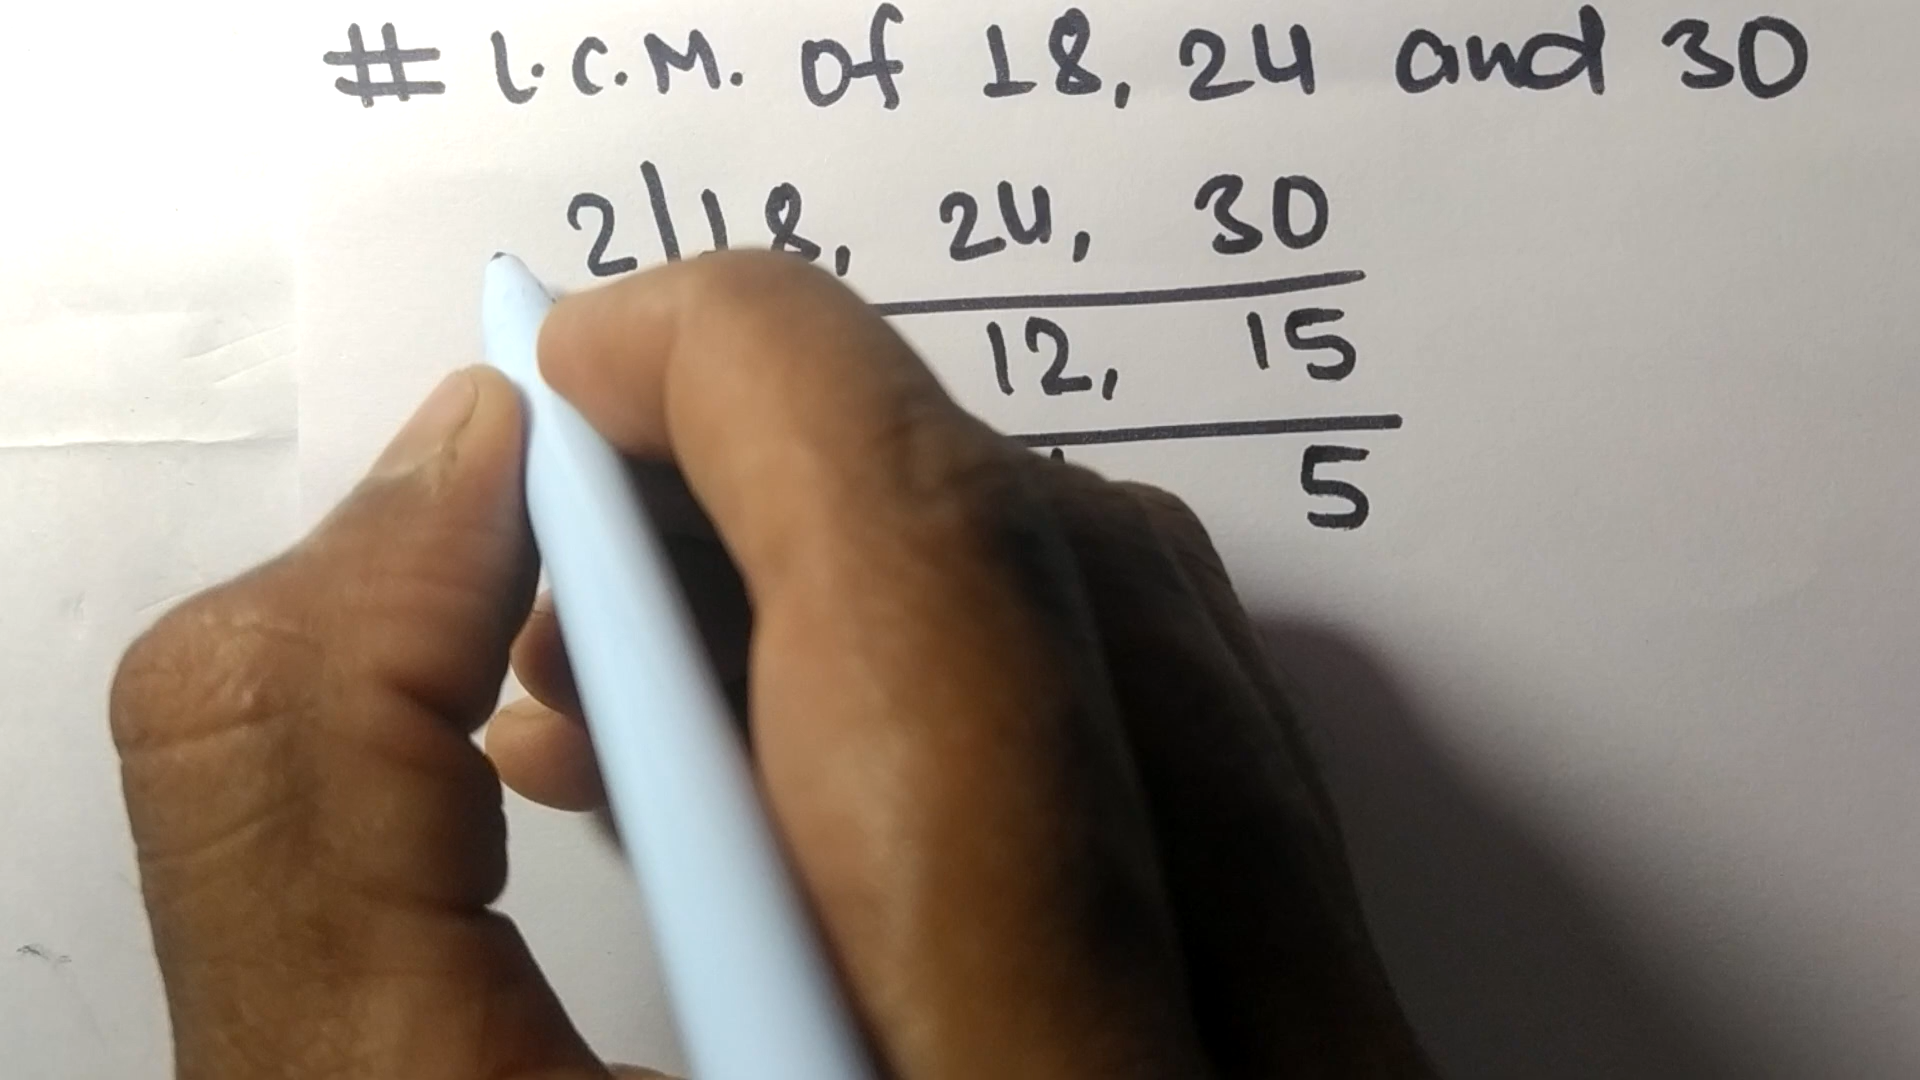 # L.C.M. of 18, 24 and 30
2 18, 24, 30
12, 15
5